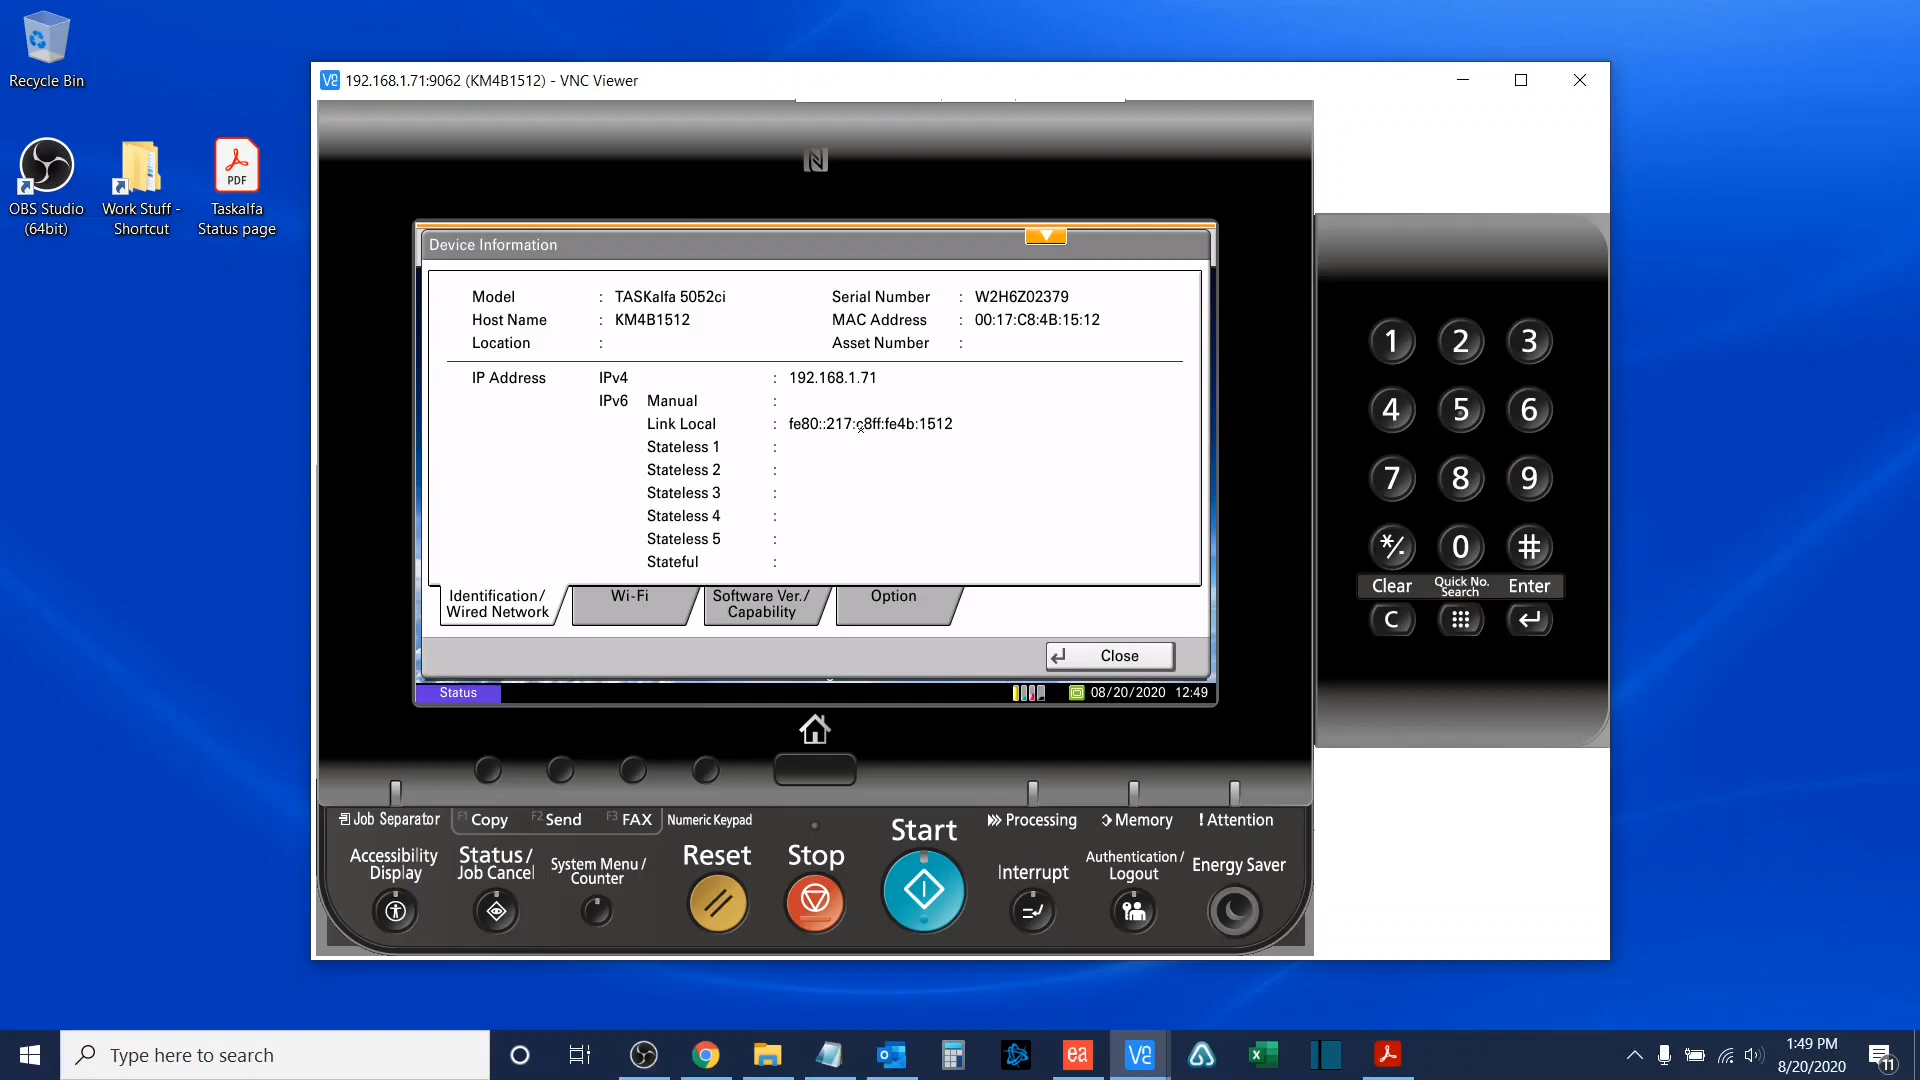 Recycle Bin
OBS Studio
(64bit)
Work Stuff -
Shortcut
PDF
Taskalfa
Status page
V2 192.168.1.71:9062 (KM4B1512) - VNC Viewer
Device Information
Model : TASKalfa 5052ci Serial Number : W2H6Z02379
Host Name : KM4B1512 MAC Address : 00:17:C8:4B:15:12
Location : Asset Number :
IP Address IPv4 : 192.168.1.71
IPv6 Manual :
Link Local : fe80::217:c8ff:fe4b:1512
Stateless 1 :
Stateless 2 :
Stateless 3 :
Stateless 4 :
Stateless 5 :
Stateful :
Identification/
Wired Network
Wi-Fi
Software Ver./
Capability
Option
Close
Status 08/20/2020 12:49
1 2 3
4 5 6
7 8 9
*/. 0 #
Clear Quick No.
Search Enter
C
Job Separator F1 Copy F2 Send F3 FAX Numeric Keypad
Processing Memory ! Attention
Accessibility
Display
Status/
Job Cancel
System Menu/
Counter
Reset
Stop
Start
Interrupt
Authentication/
Logout
Energy Saver
Type here to search
ea
V2
1:49 PM
8/20/2020
11